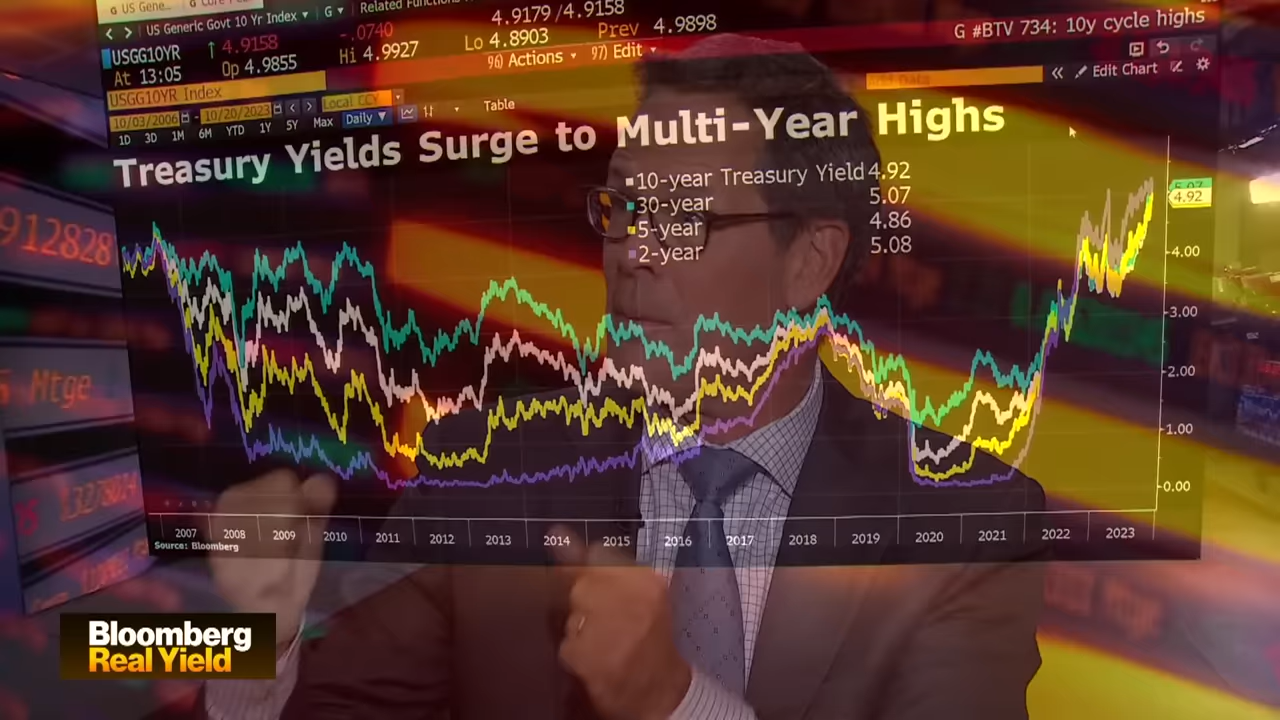 US Gene...
US Generic Govt 10 Yr Index
G
Related Functions
USGG10YR
↑ 4.9158
-.0740
4.9179 /4.9158
At 13:05
Op 4.9855
Hi 4.9927
Lo 4.8903
Prev 4.9898
G #BTV 734: 10y cycle highs
USGG10YR Index
96) Actions
97) Edit
Add Data
« Edit Chart
10/03/2006 - 10/20/2023
Local CCY
1D 3D 1M 6M YTD 1Y 5Y Max Daily ▼ Table
Treasury Yields Surge to Multi-Year Highs
10-year Treasury Yield 4.92
30-year 5.07
5-year 4.86
2-year 5.08
5.07
4.92
4.00
3.00
2.00
1.00
0.00
2007 2008 2009 2010 2011 2012 2013 2014 2015 2016 2017 2018 2019 2020 2021 2022 2023
Source: Bloomberg
912828
Mtge
Bloomberg
Real Yield